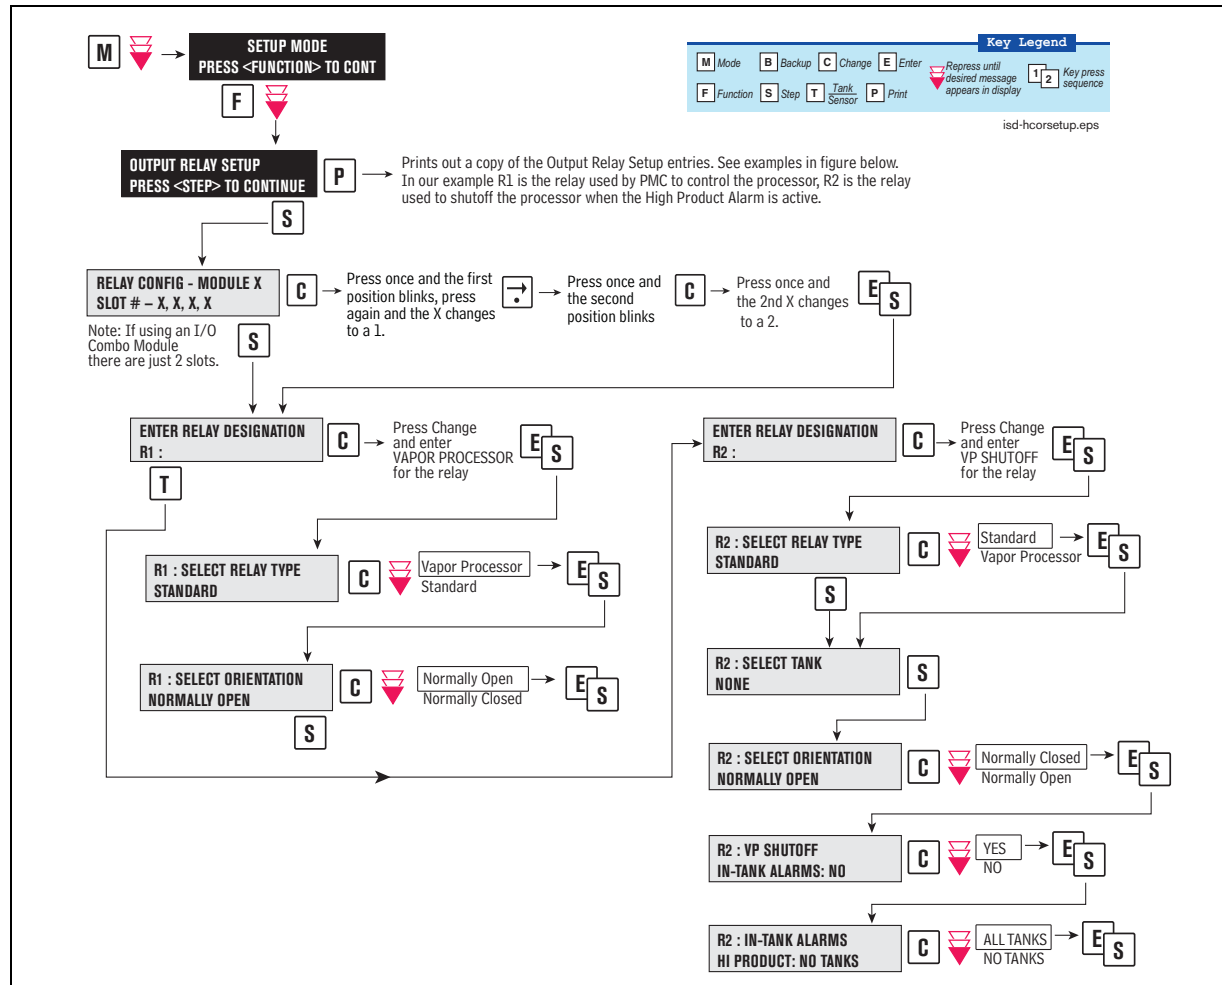 M
SETUP MODE
PRESS <FUNCTION> TO CONT
Key Legend
M Mode B Backup C Change E Enter
F Function S Step T Tank Sensor P Print
Repress until
desired message
appears in display
1 2
Key press
sequence
isd-hcorsetup.eps
F
OUTPUT RELAY SETUP
PRESS <STEP> TO CONTINUE
P
Prints out a copy of the Output Relay Setup entries. See examples in figure below.
In our example R1 is the relay used by PMC to control the processor, R2 is the relay
used to shutoff the processor when the High Product Alarm is active.
S
RELAY CONFIG - MODULE X
SLOT # – X, X, X, X
C
Press once and the first
position blinks, press
again and the X changes
to a 1.
Press once and
the second
position blinks
C
Press once and
the 2nd X changes
to a 2.
E
S
Note: If using an I/O
Combo Module
there are just 2 slots.
S
ENTER RELAY DESIGNATION
R1 :
C
Press Change
and enter
VAPOR PROCESSOR
for the relay
E
S
T
R1 : SELECT RELAY TYPE
STANDARD
C
Vapor Processor
Standard
E
S
R1 : SELECT ORIENTATION
NORMALLY OPEN
C
Normally Open
Normally Closed
E
S
S
ENTER RELAY DESIGNATION
R2 :
C
Press Change
and enter
VP SHUTOFF
for the relay
E
S
R2 : SELECT RELAY TYPE
STANDARD
C
Standard
Vapor Processor
E
S
S
R2 : SELECT TANK
NONE
S
R2 : SELECT ORIENTATION
NORMALLY OPEN
C
Normally Closed
Normally Open
E
S
R2 : VP SHUTOFF
IN-TANK ALARMS: NO
C
YES
NO
E
S
R2 : IN-TANK ALARMS
HI PRODUCT: NO TANKS
C
ALL TANKS
NO TANKS
E
S